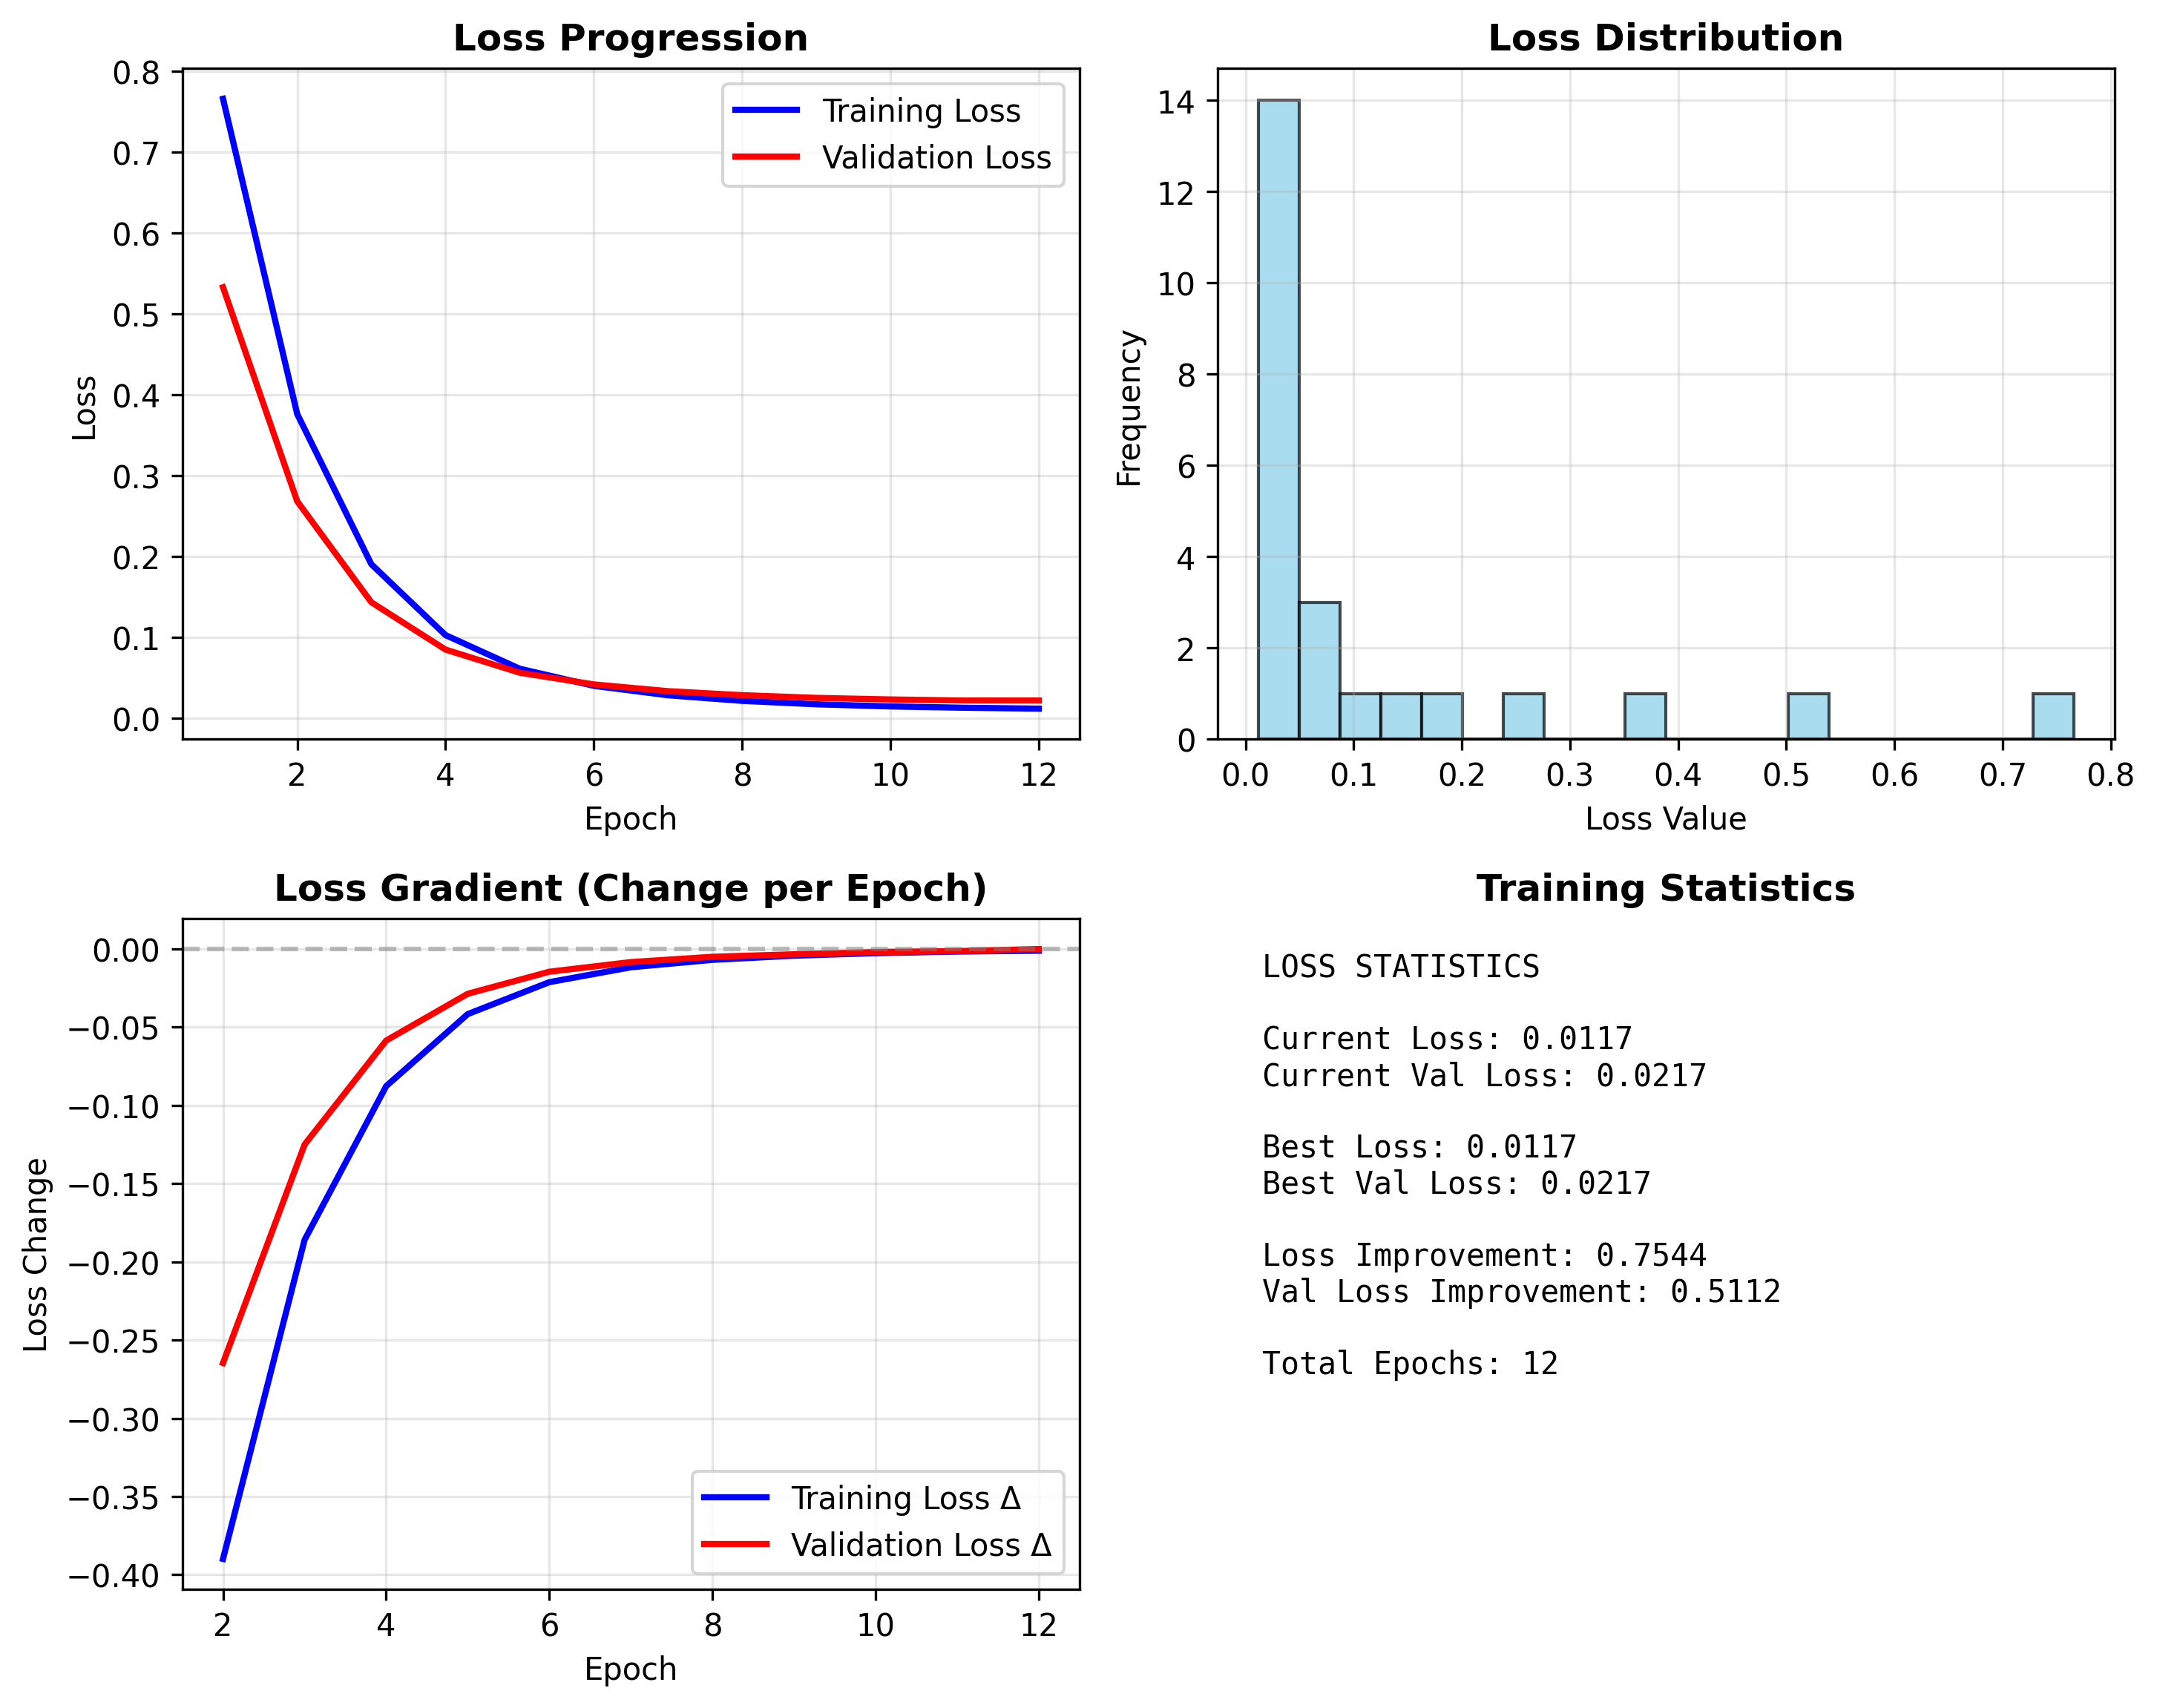 Loss Progression
0.8
0.7
0.6
0.5
0.4
0.3
0.2
0.1
0.0
Loss
Training Loss
Validation Loss
2 4 6 8 10 12
Epoch
Loss Distribution
14
12
10
8
6
4
2
0
Frequency
0.0 0.1 0.2 0.3 0.4 0.5 0.6 0.7 0.8
Loss Value
Loss Gradient (Change per Epoch)
0.00
−0.05
−0.10
−0.15
−0.20
−0.25
−0.30
−0.35
−0.40
Loss Change
Training Loss Δ
Validation Loss Δ
2 4 6 8 10 12
Epoch
Training Statistics
LOSS STATISTICS
Current Loss: 0.0117
Current Val Loss: 0.0217
Best Loss: 0.0117
Best Val Loss: 0.0217
Loss Improvement: 0.7544
Val Loss Improvement: 0.5112
Total Epochs: 12